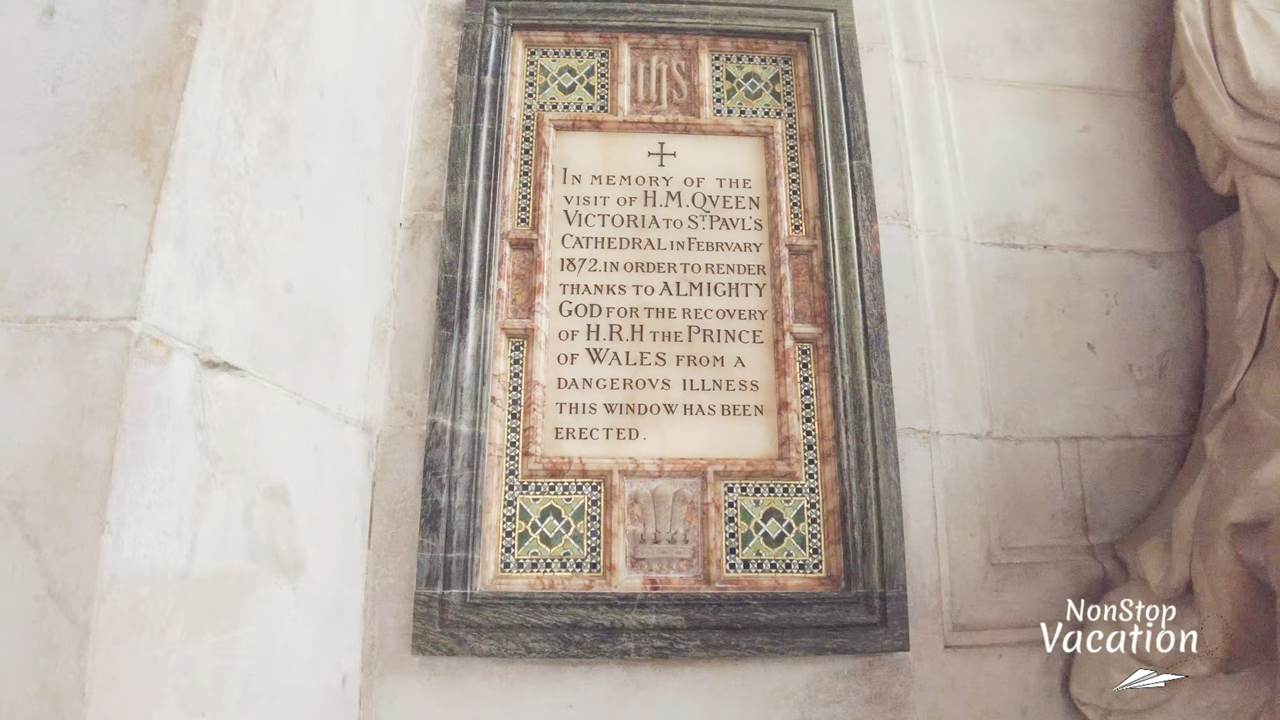 IHS
IN MEMORY OF THE
VISIT OF H.M. QVEEN
VICTORIA TO ST PAVL'S
CATHEDRAL IN FEBRVARY
1872. IN ORDER TO RENDER
THANKS TO ALMIGHTY
GOD FOR THE RECOVERY
OF H.R.H THE PRINCE
OF WALES FROM A
DANGEROVS ILLNESS
THIS WINDOW HAS BEEN
ERECTED.
NonStop
Vacation